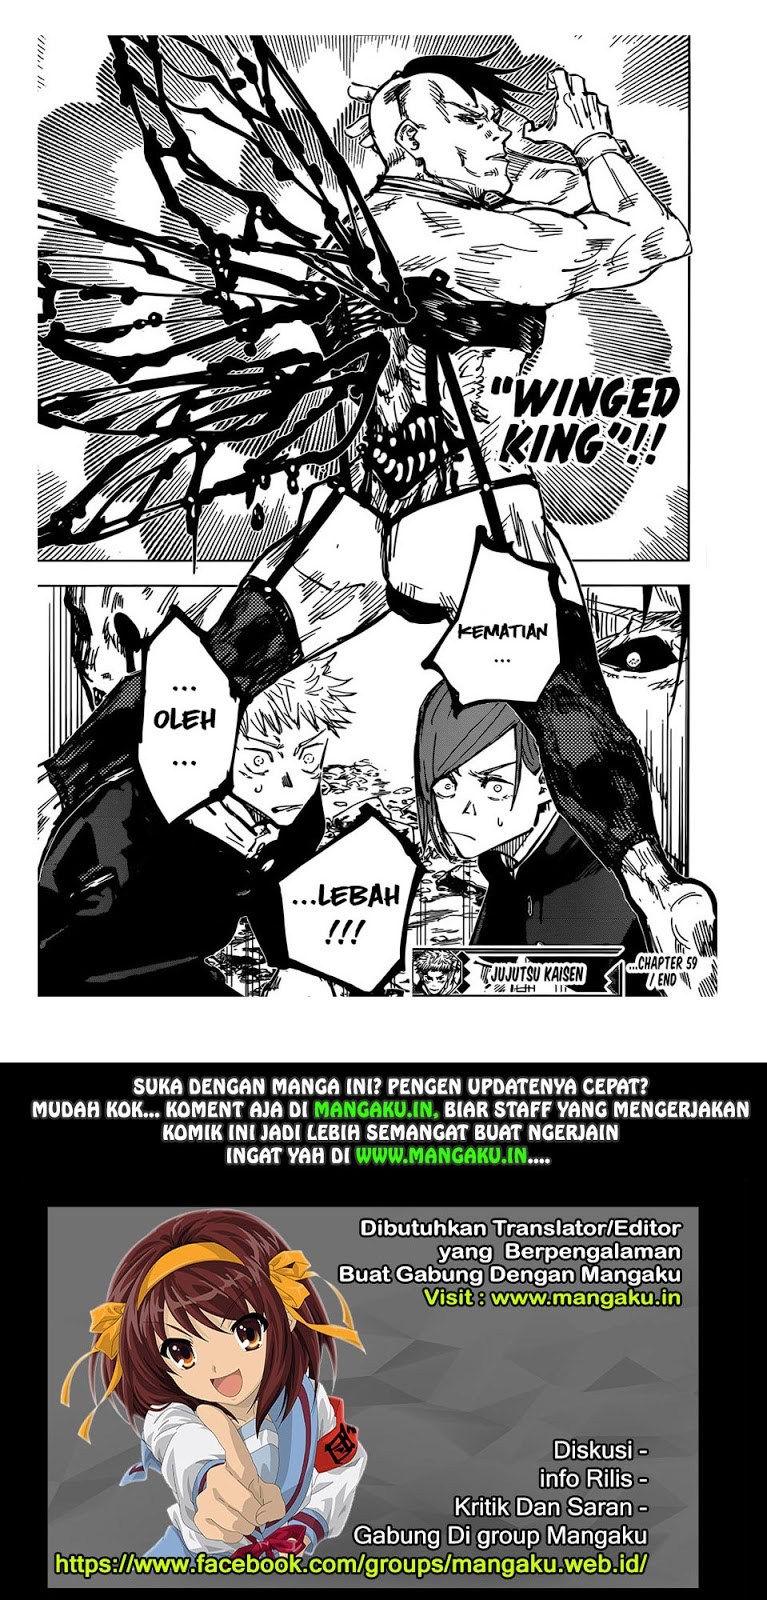 "WINGED
KING"!!
KEMATIAN
...
...
OLEH
...
...LEBAH
!!!
JUJUTSU KAISEN
...CHAPTER 59
/ END
SUKA DENGAN MANGA INI? PENGEN UPDATENYA CEPAT?
MUDAH KOK... KOMENT AJA DI MANGAKU.IN, BIAR STAFF YANG MENGERJAKAN
KOMIK INI JADI LEBIH SEMANGAT BUAT NGERJAIN
INGAT YAH DI WWW.MANGAKU.IN....
Dibutuhkan Translator/Editor
yang Berpengalaman
Buat Gabung Dengan Mangaku
Visit : www.mangaku.in
Diskusi -
info Rilis -
Kritik Dan Saran -
Gabung Di group Mangaku
https://www.facebook.com/groups/mangaku.web.id/